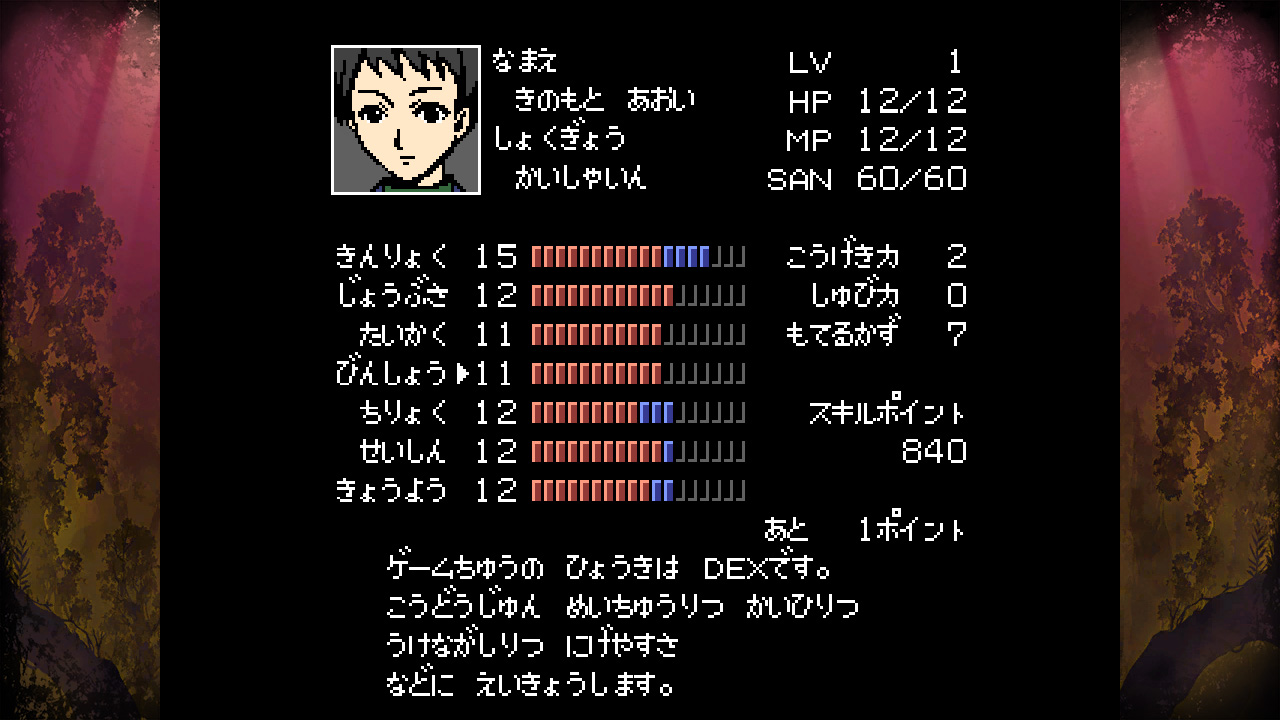 なまえ LV 1
きのもと あおい HP 12/12
しょくぎょう MP 12/12
かいしゃいん SAN 60/60
きんりょく 15 こうげき力 2
じょうぶさ 12 しゅび力 0
たいかく 11 もてるかず 7
びんしょう ▶11
ちりょく 12 スキルポイント
せいしん 12 840
きょうよう 12
あと 1ポイント
ゲームちゅうの ひょうきは DEXです。
こうどうじゅん めいちゅうりつ かいひりつ
うけながしりつ にげやすさ
などに えいきょうします。